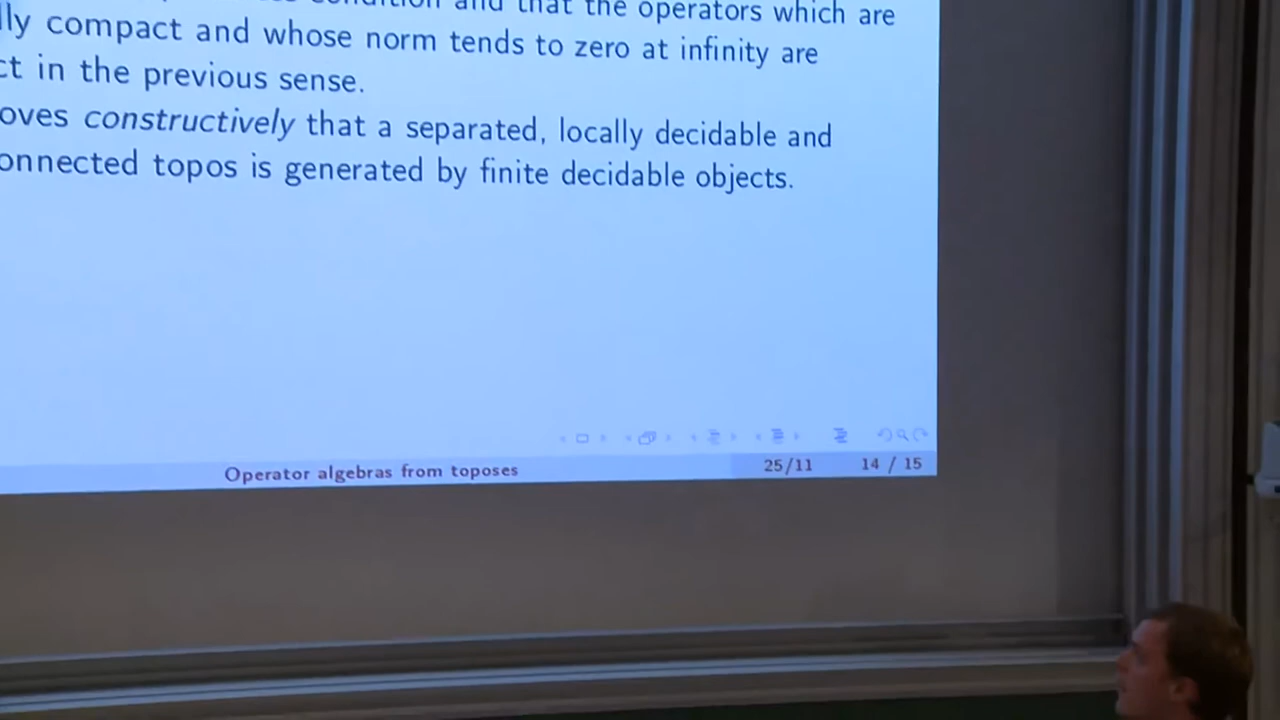 condition and that the operators which are
lly compact and whose norm tends to zero at infinity are
ct in the previous sense.
oves constructively that a separated, locally decidable and
onnected topos is generated by finite decidable objects.
Operator algebras from toposes 25/11 14 / 15